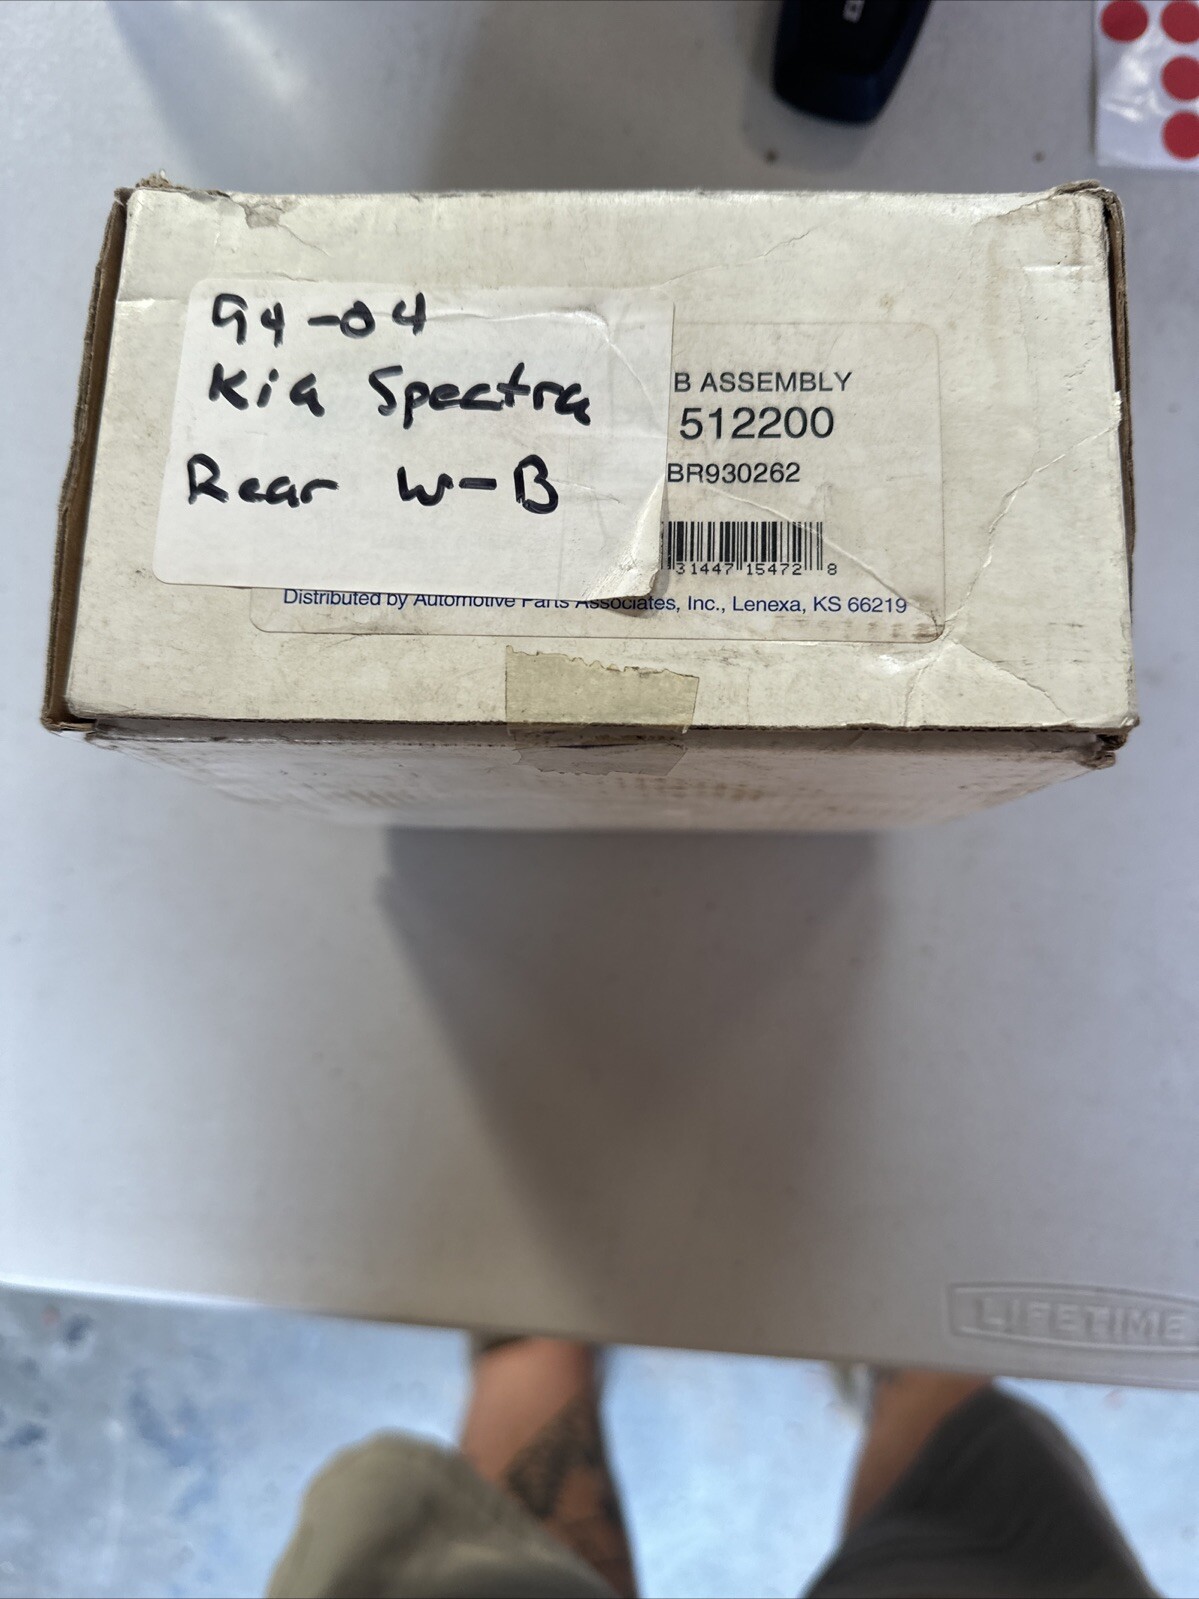 94-04
Kia Spectra
Rear W-B
B ASSEMBLY
512200
BR930262
31447 15472 8
Distributed by Automotive Parts Associates, Inc., Lenexa, KS 66219
LIFETIME